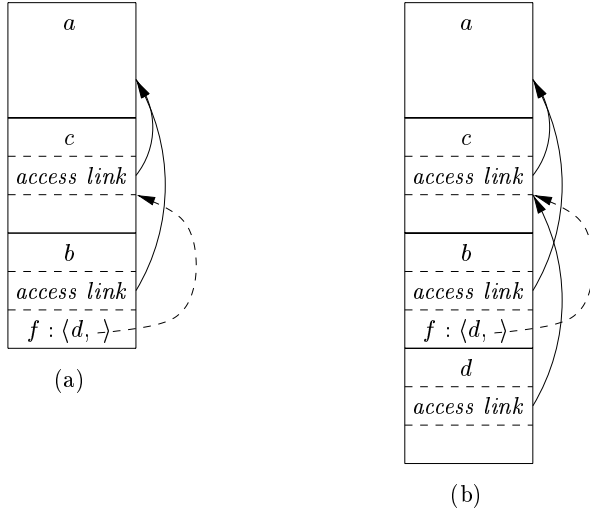 a
c
access link
b
access link
f : ⟨d, ⟩
(a)
a
c
access link
b
access link
f : ⟨d, ⟩
d
access link
(b)